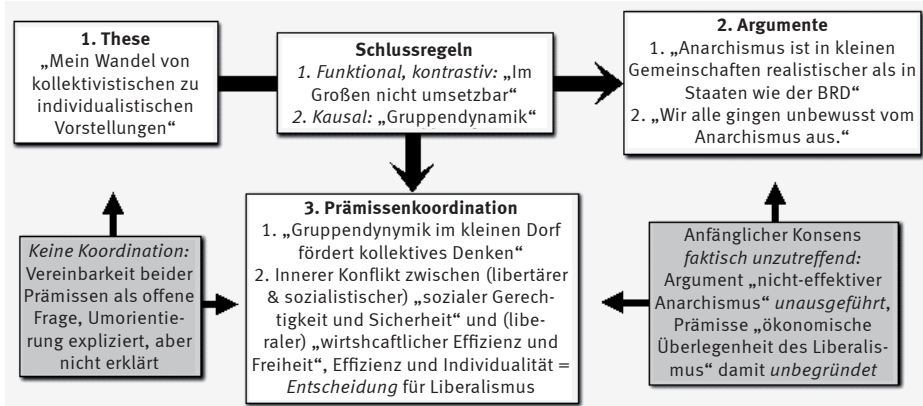 1. These
„Mein Wandel von
kollektivistischen zu
individualistischen
Vorstellungen“
Schlussregeln
1. Funktional, kontrastiv: „Im
Großen nicht umsetzbar“
2. Kausal: „Gruppendynamik“
2. Argumente
1. „Anarchismus ist in kleinen
Gemeinschaften realistischer als in
Staaten wie der BRD“
2. „Wir alle gingen unbewusst vom
Anarchismus aus.“
Keine Koordination:
Vereinbarkeit beider
Prämissen als offene
Frage, Umorientie-
rung expliziert, aber
nicht erklärt
3. Prämissenkoordination
1. „Gruppendynymik im kleinen Dorf
fördert kollektives Denken“
2. Innerer Konflikt zwischen (libertärer
& sozialistischer) „sozialer Gerech-
tigkeit und Sicherheit“ und (libe-
raler) „wirtshcaftlicher Effizienz und
Freiheit“, Effizienz und Individualität =
Entscheidung für Liberalismus
Anfänglicher Konsens
faktisch unzutreffend:
Argument „nicht-effektiver
Anarchismus“ unausgeführt,
Prämisse „ökonomische
Überlegenheit des Liberalis-
mus“ damit unbegründet